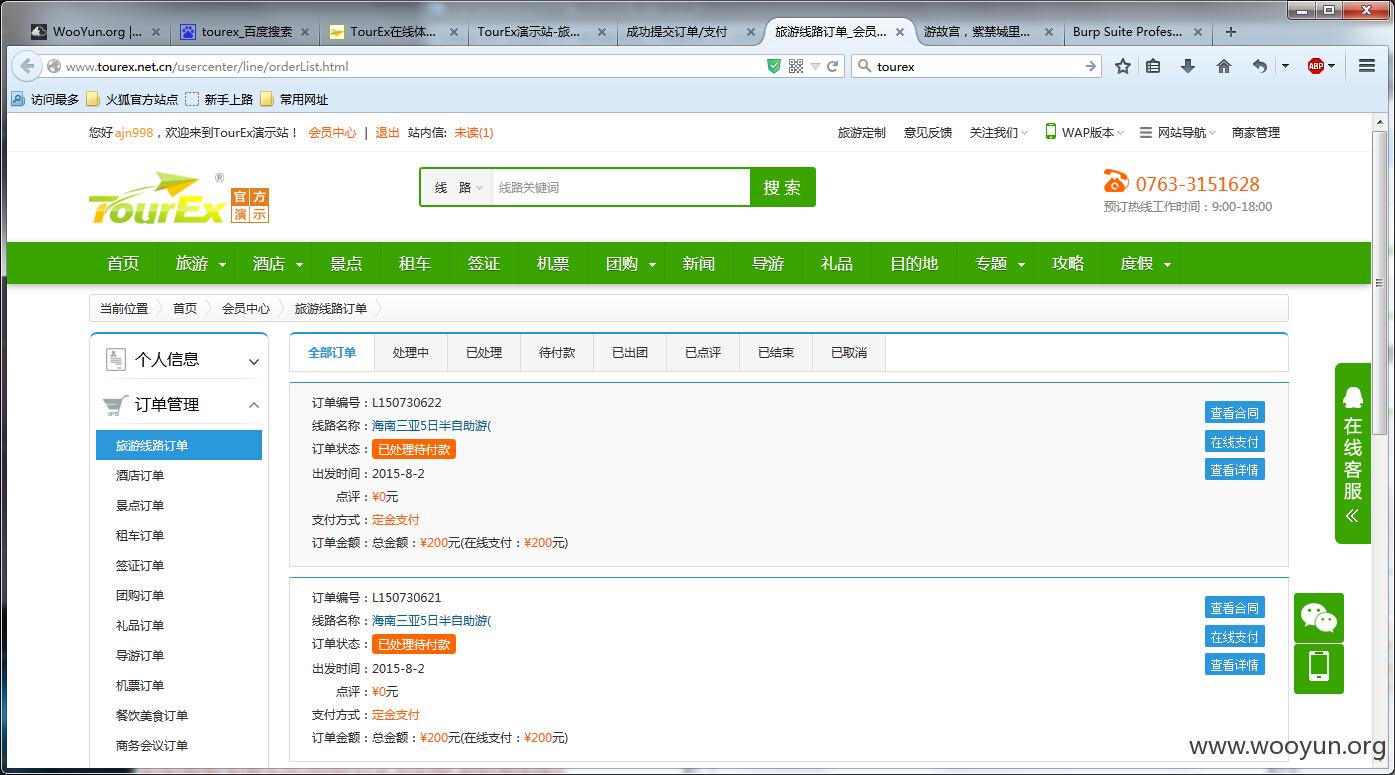 WooYun.org |...
tourex_百度搜索
TourEx在线体...
TourEx演示站-旅...
成功提交订单/支付
旅游线路订单_会员...
游故宫，紫禁城里...
Burp Suite Profes...
www.tourex.net.cn/usercenter/line/orderList.html
tourex
ABP
访问最多 火狐官方站点 新手上路 常用网址
您好ajn998，欢迎来到TourEx演示站！ 会员中心 | 退出 站内信: 未读(1)
旅游定制 意见反馈 关注我们 WAP版本 网站导航 商家管理
TourEx® 官方演示
线 路 线路关键词 搜 索
0763-3151628
预订热线工作时间：9:00-18:00
首页 旅游 酒店 景点 租车 签证 机票 团购 新闻 导游 礼品 目的地 专题 攻略 度假
当前位置 首页 会员中心 旅游线路订单
个人信息
订单管理
旅游线路订单
酒店订单
景点订单
租车订单
签证订单
团购订单
礼品订单
导游订单
机票订单
餐饮美食订单
商务会议订单
全部订单 处理中 已处理 待付款 已出团 已点评 已结束 已取消
订单编号：L150730622
线路名称：海南三亚5日半自助游(
订单状态：已处理待付款
出发时间：2015-8-2
点评：¥0元
支付方式：定金支付
订单金额：总金额：¥200元(在线支付：¥200元)
查看合同
在线支付
查看详情
订单编号：L150730621
线路名称：海南三亚5日半自助游(
订单状态：已处理待付款
出发时间：2015-8-2
点评：¥0元
支付方式：定金支付
订单金额：总金额：¥200元(在线支付：¥200元)
查看合同
在线支付
查看详情
在线客服
www.wooyun.org